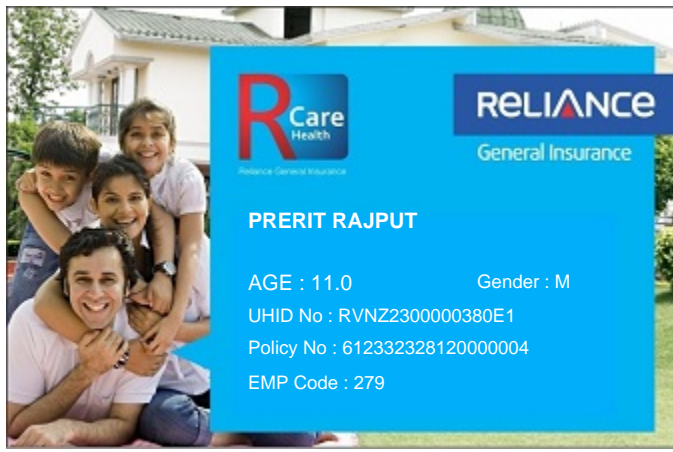 R Care
Health
Reliance General Insurance
RELIANCE
General Insurance
PRERIT RAJPUT
AGE : 11.0 Gender : M
UHID No : RVNZ2300000380E1
Policy No : 612332328120000004
EMP Code : 279